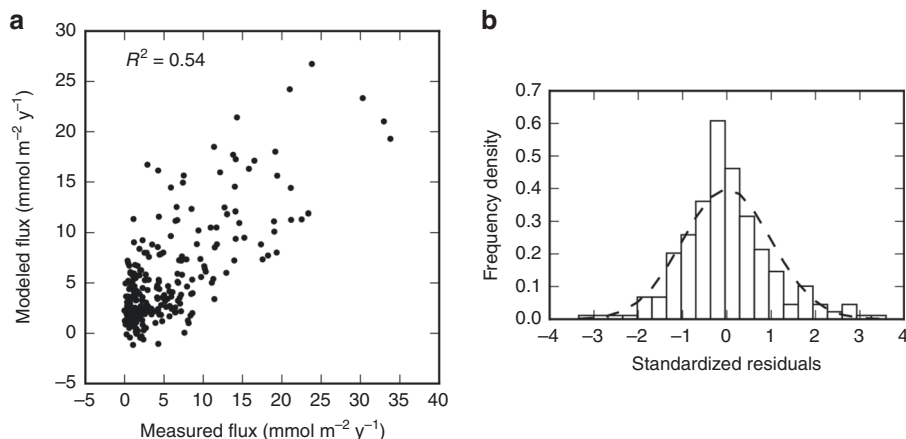 a
30
25
20
15
10
5
0
−5
−5 0 5 10 15 20 25 30 35 40
R² = 0.54
Modeled flux (mmol m⁻² y⁻¹)
Measured flux (mmol m⁻² y⁻¹)
b
0.7
0.6
0.5
0.4
0.3
0.2
0.1
0.0
−4 −3 −2 −1 0 1 2 3 4
Frequency density
Standardized residuals